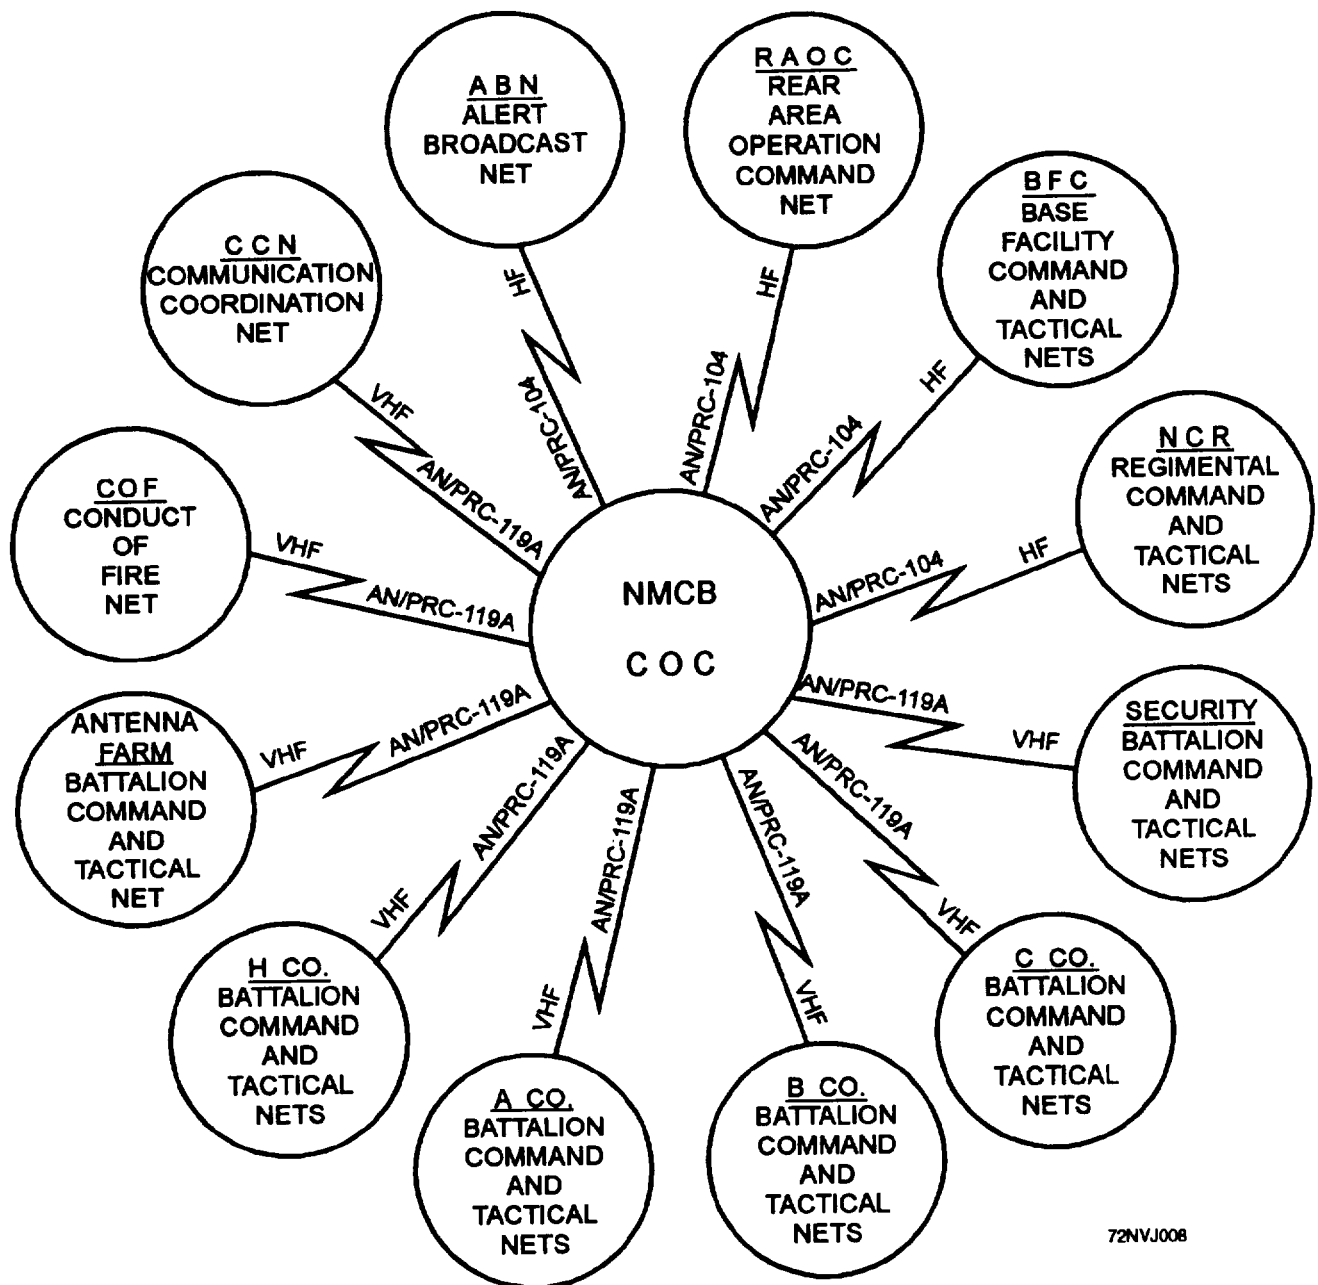 A B N
ALERT
BROADCAST
NET
R A O C
REAR
AREA
OPERATION
COMMAND
NET
B F C
BASE
FACILITY
COMMAND
AND
TACTICAL
NETS
N C R
REGIMENTAL
COMMAND
AND
TACTICAL
NETS
SECURITY
BATTALION
COMMAND
AND
TACTICAL
NETS
C CO.
BATTALION
COMMAND
AND
TACTICAL
NETS
B CO.
BATTALION
COMMAND
AND
TACTICAL
NETS
A CO.
BATTALION
COMMAND
AND
TACTICAL
NETS
H CO.
BATTALION
COMMAND
AND
TACTICAL
NETS
ANTENNA
FARM
BATTALION
COMMAND
AND
TACTICAL
NET
C O F
CONDUCT
OF
FIRE
NET
C C N
COMMUNICATION
COORDINATION
NET
NMCB
C O C
HF
AN/PRC-104
HF
AN/PRC-104
HF
AN/PRC-104
HF
AN/PRC-104
VHF
AN/PRC-119A
VHF
AN/PRC-119A
VHF
AN/PRC-119A
VHF
AN/PRC-119A
VHF
AN/PRC-119A
VHF
AN/PRC-119A
VHF
AN/PRC-119A
VHF
AN/PRC-119A
72NVJ008